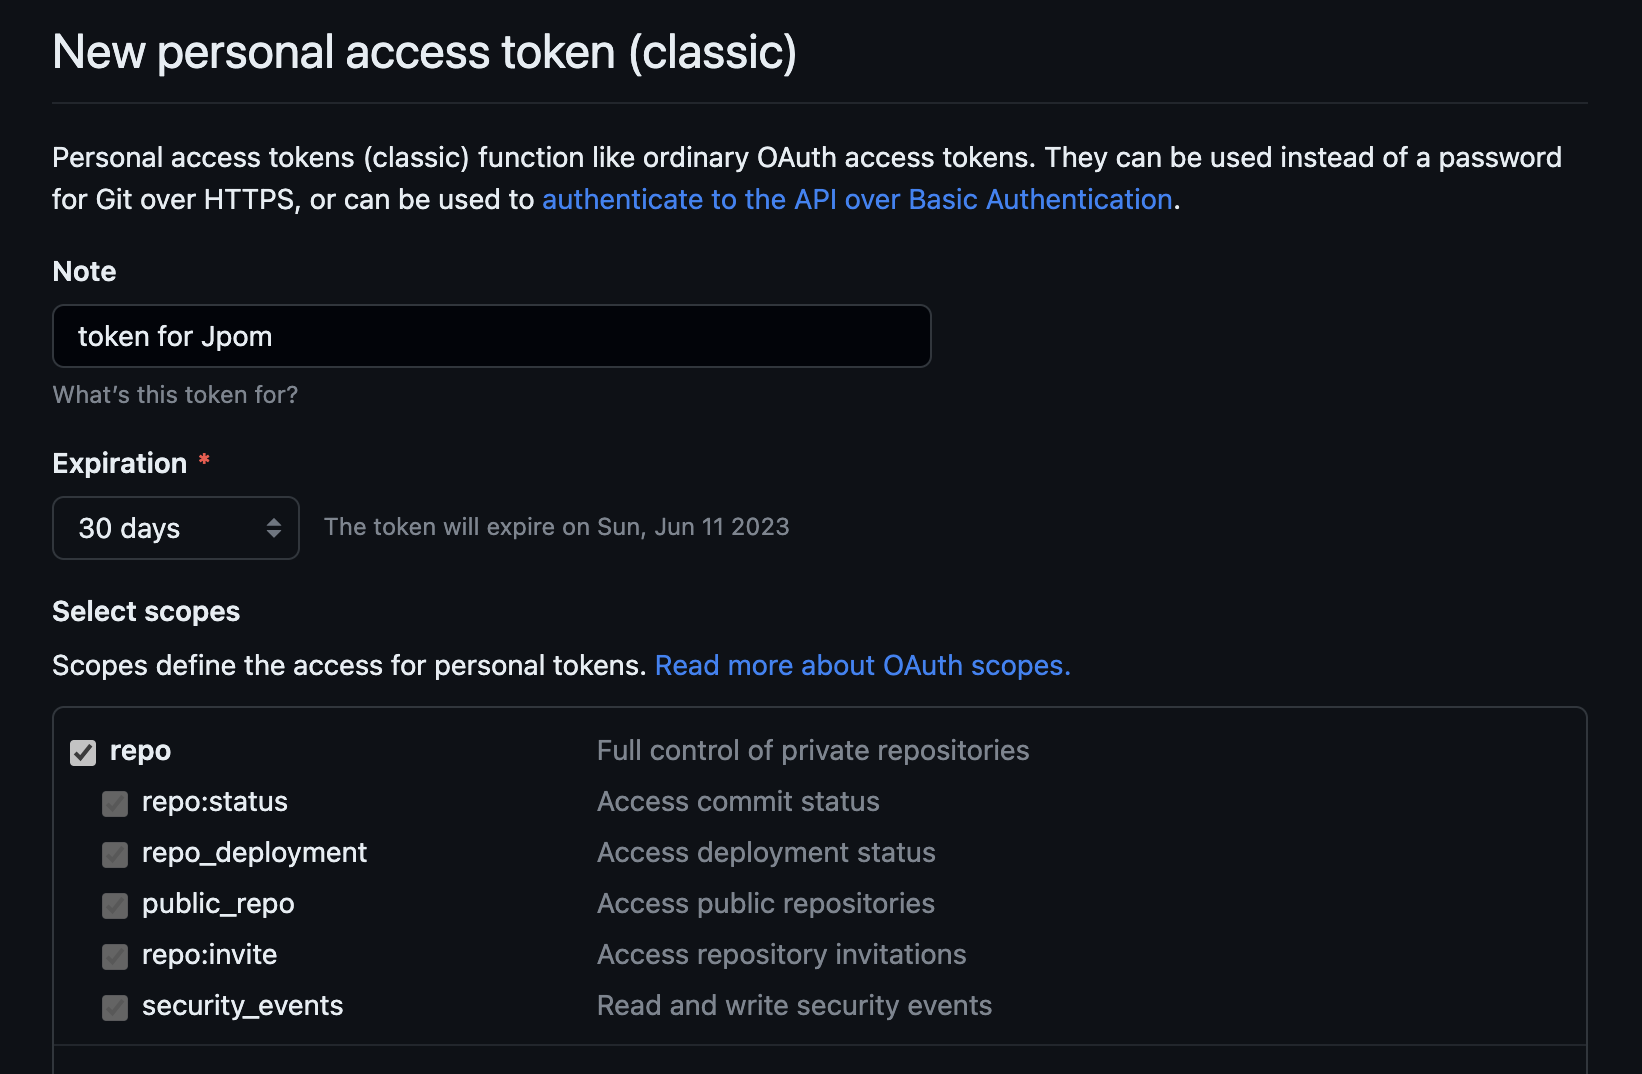 New personal access token (classic)
Personal access tokens (classic) function like ordinary OAuth access tokens. They can be used instead of a password
for Git over HTTPS, or can be used to authenticate to the API over Basic Authentication.
Note
token for Jpom
What's this token for?
Expiration *
30 days
The token will expire on Sun, Jun 11 2023
Select scopes
Scopes define the access for personal tokens. Read more about OAuth scopes.
repo Full control of private repositories
repo:status Access commit status
repo_deployment Access deployment status
public_repo Access public repositories
repo:invite Access repository invitations
security_events Read and write security events